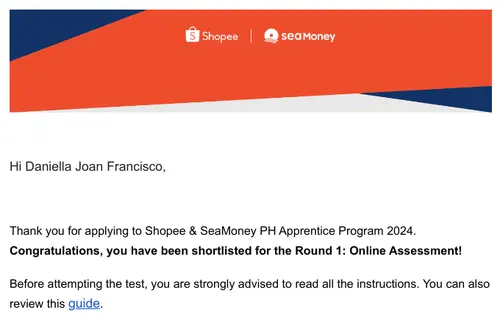 Shopee | seaMoney
Hi Daniella Joan Francisco,
Thank you for applying to Shopee & SeaMoney PH Apprentice Program 2024.
Congratulations, you have been shortlisted for the Round 1: Online Assessment!
Before attempting the test, you are strongly advised to read all the instructions. You can also
review this guide.